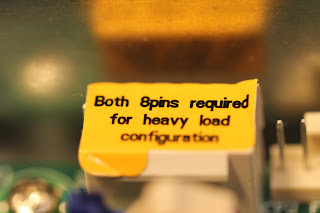 Both 8pins required
for heavy load
configuration